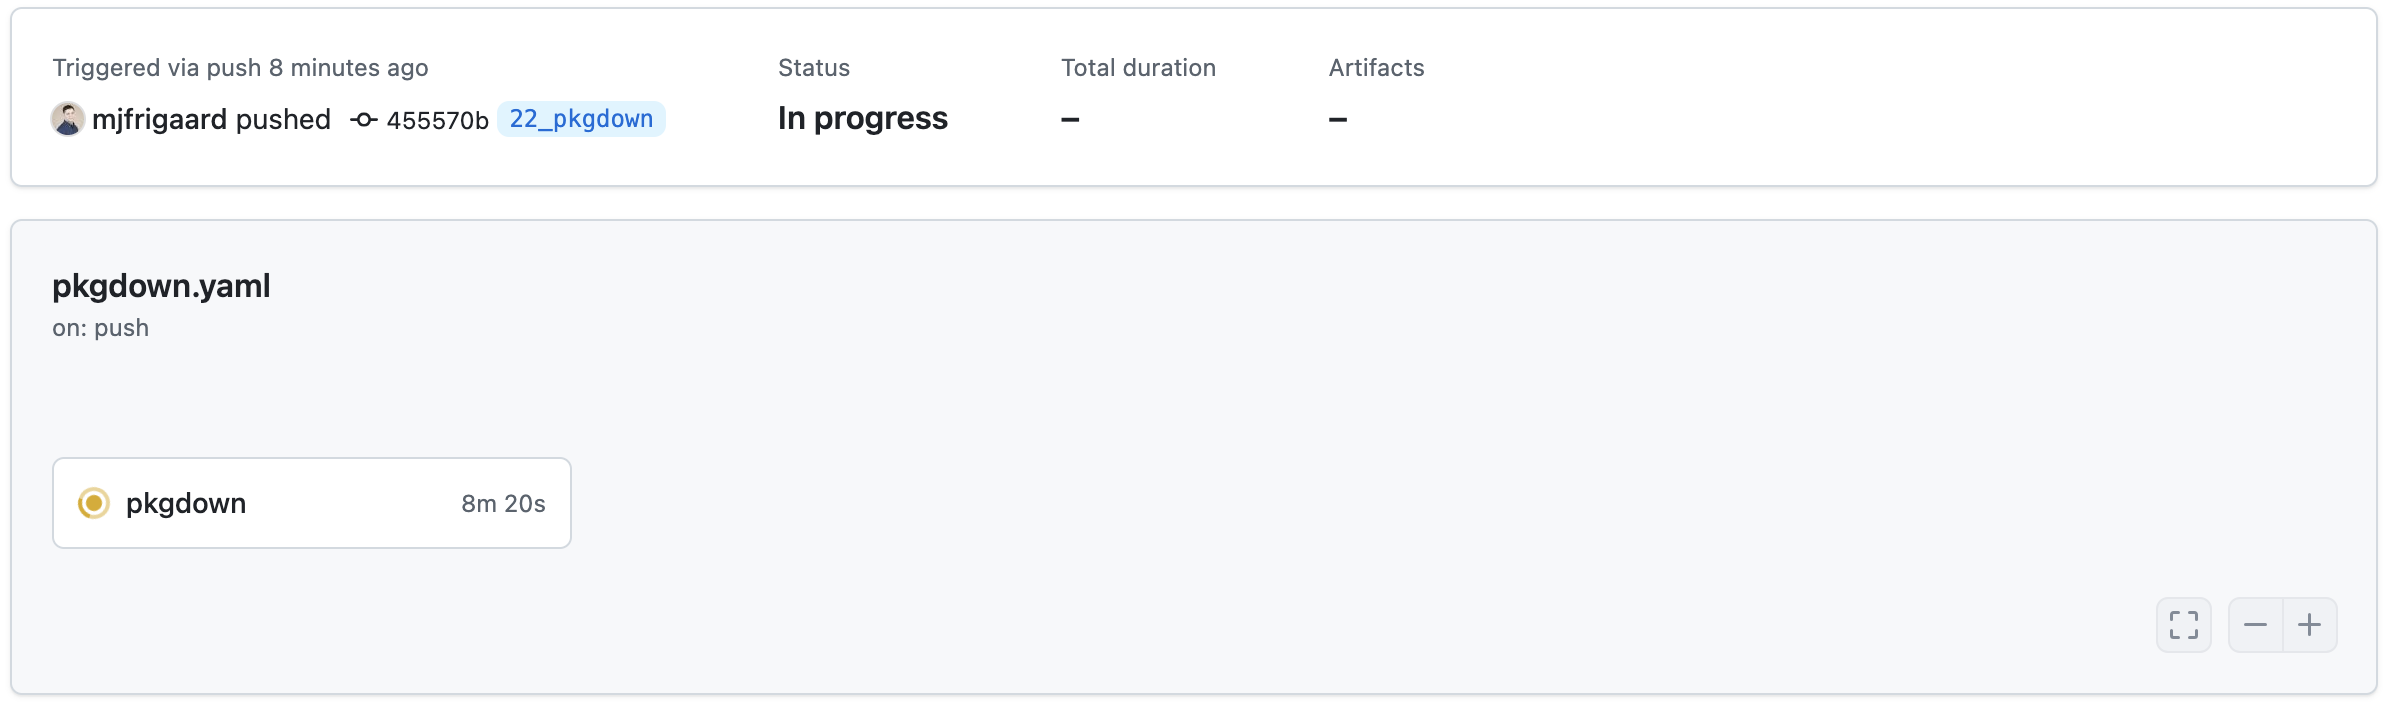 Triggered via push 8 minutes ago
mjfrigaard pushed 455570b 22_pkgdown
Status
In progress
Total duration
–
Artifacts
–
pkgdown.yaml
on: push
pkgdown 8m 20s